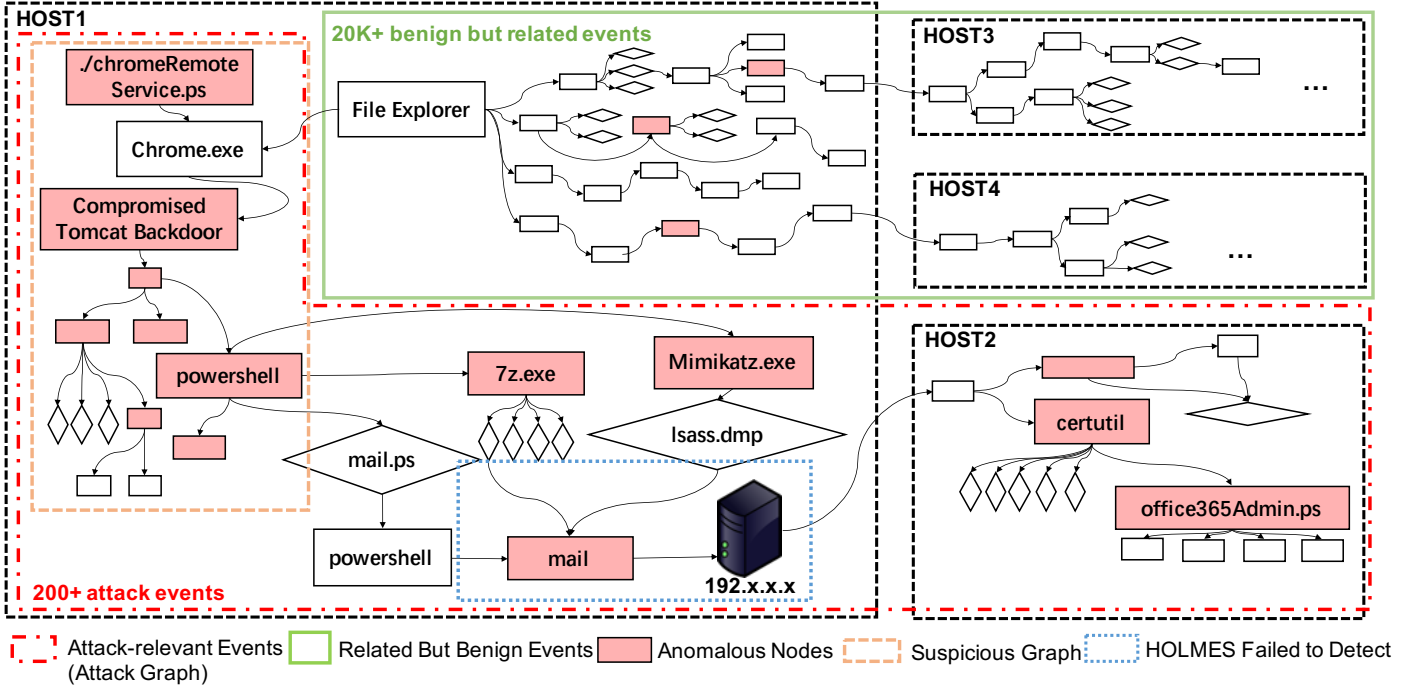 HOST1
20K+ benign but related events
HOST3
./chromeRemote
Service.ps
File Explorer
...
Chrome.exe
HOST4
Compromised
Tomcat Backdoor
...
HOST2
Mimikatz.exe
powershell
7z.exe
certutil
lsass.dmp
mail.ps
office365Admin.ps
powershell
mail
192.x.x.x
200+ attack events
Attack-relevant Events
(Attack Graph)
Related But Benign Events
Anomalous Nodes
Suspicious Graph
HOLMES Failed to Detect